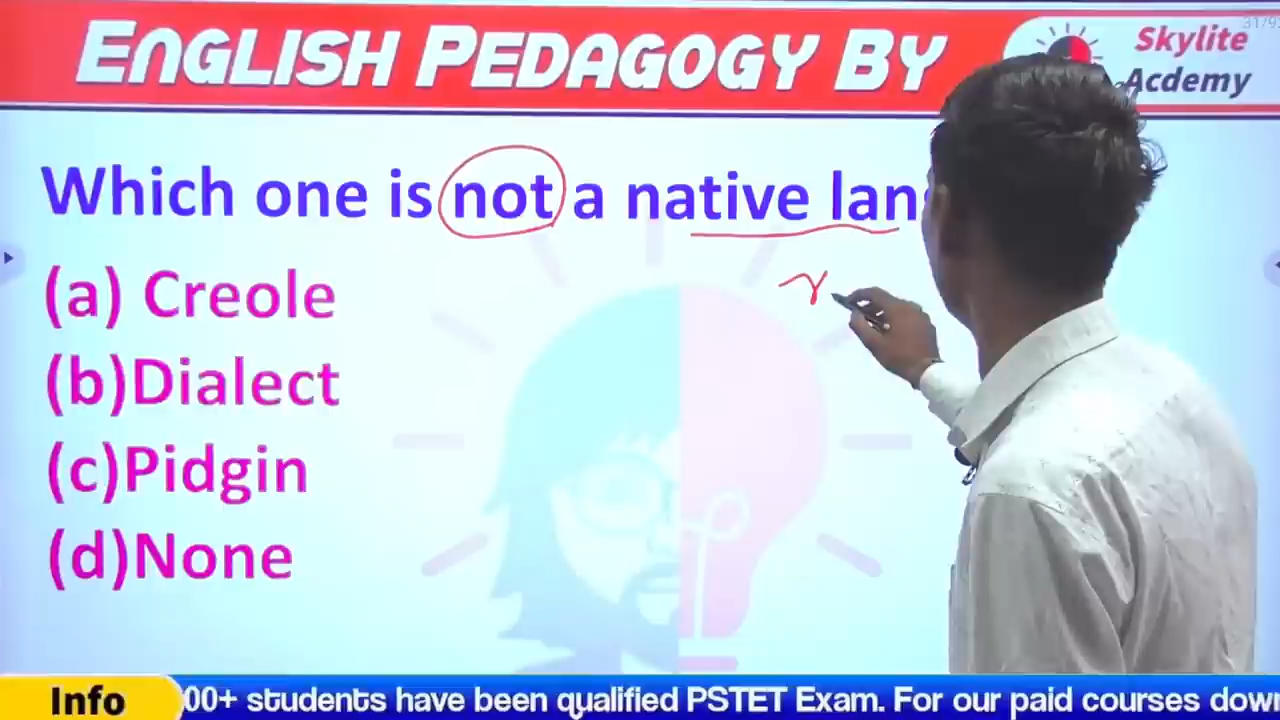 ENGLISH PEDAGOGY BY
Skylite
Acdemy
Which one is not a native lan
(a) Creole
(b)Dialect
(c)Pidgin
(d)None
Info
00+ students have been qualified PSTET Exam. For our paid courses down